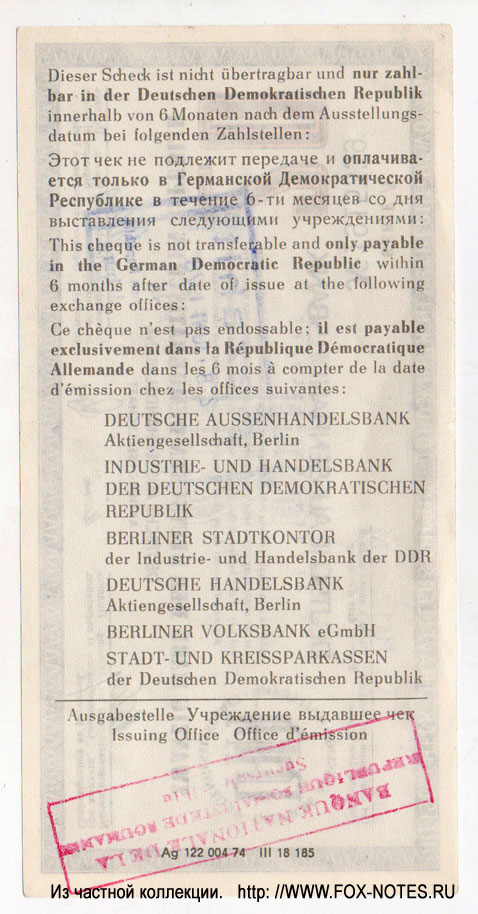 Dieser Scheck ist nicht übertragbar und nur zahl-
bar in der Deutschen Demokratischen Republik
innerhalb von 6 Monaten nach dem Ausstellungs-
datum bei folgenden Zahlstellen:
Этот чек не подлежит передаче и оплачива-
ется только в Германской Демократической
Республике в течение 6-ти месяцев со дня
выставления следующими учреждениями:
This cheque is not transferable and only payable
in the German Democratic Republic within
6 months after date of issue at the following
exchange offices:
Ce chèque n'est pas endossable; il est payable
exclusivement dans la République Démocratique
Allemande dans les 6 mois à compter de la date
d'émission chez les offices suivantes:
DEUTSCHE AUSSENHANDELSBANK
Aktiengesellschaft, Berlin
INDUSTRIE- UND HANDELSBANK
DER DEUTSCHEN DEMOKRATISCHEN
REPUBLIK
BERLINER STADTKONTOR
der Industrie- und Handelsbank der DDR
DEUTSCHE HANDELSBANK
Aktiengesellschaft, Berlin
BERLINER VOLKSBANK eGmbH
STADT- UND KREISSPARKASSEN
der Deutschen Demokratischen Republik
Ausgabestelle Учреждение выдавшее чек
Issuing Office Office d'émission
BANQUE NATIONALE DE LA
REPUBLIQUE SOCIALISTE DE ROUMANIE
Ag 122 004 74 III 18 185
Из частной коллекции. http: //WWW.FOX-NOTES.RU